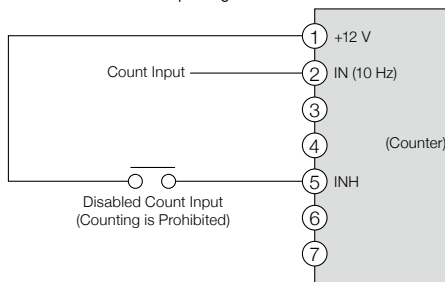 1 +12 V
Count Input
2 IN (10 Hz)
3
4
(Counter)
5 INH
Disabled Count Input
(Counting is Prohibited)
6
7